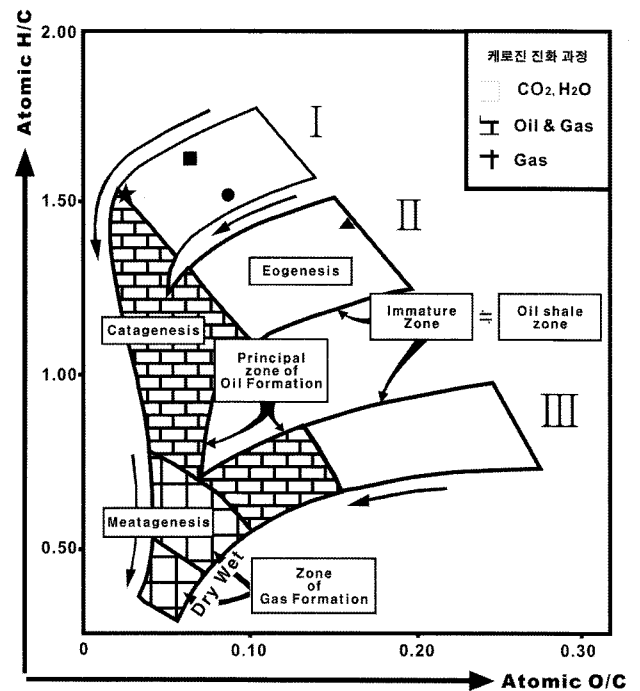 Atomic H/C
2.00
1.50
1.00
0.50
케로진 진화 과정
CO₂, H₂O
Oil & Gas
Gas
I
II
III
Eogenesis
Immature
Zone
≒
Oil shale
zone
Catagenesis
Principal
zone of
Oil Formation
Meatagenesis
Dry Wet
Zone
of
Gas Formation
0
0.10
0.20
0.30
Atomic O/C